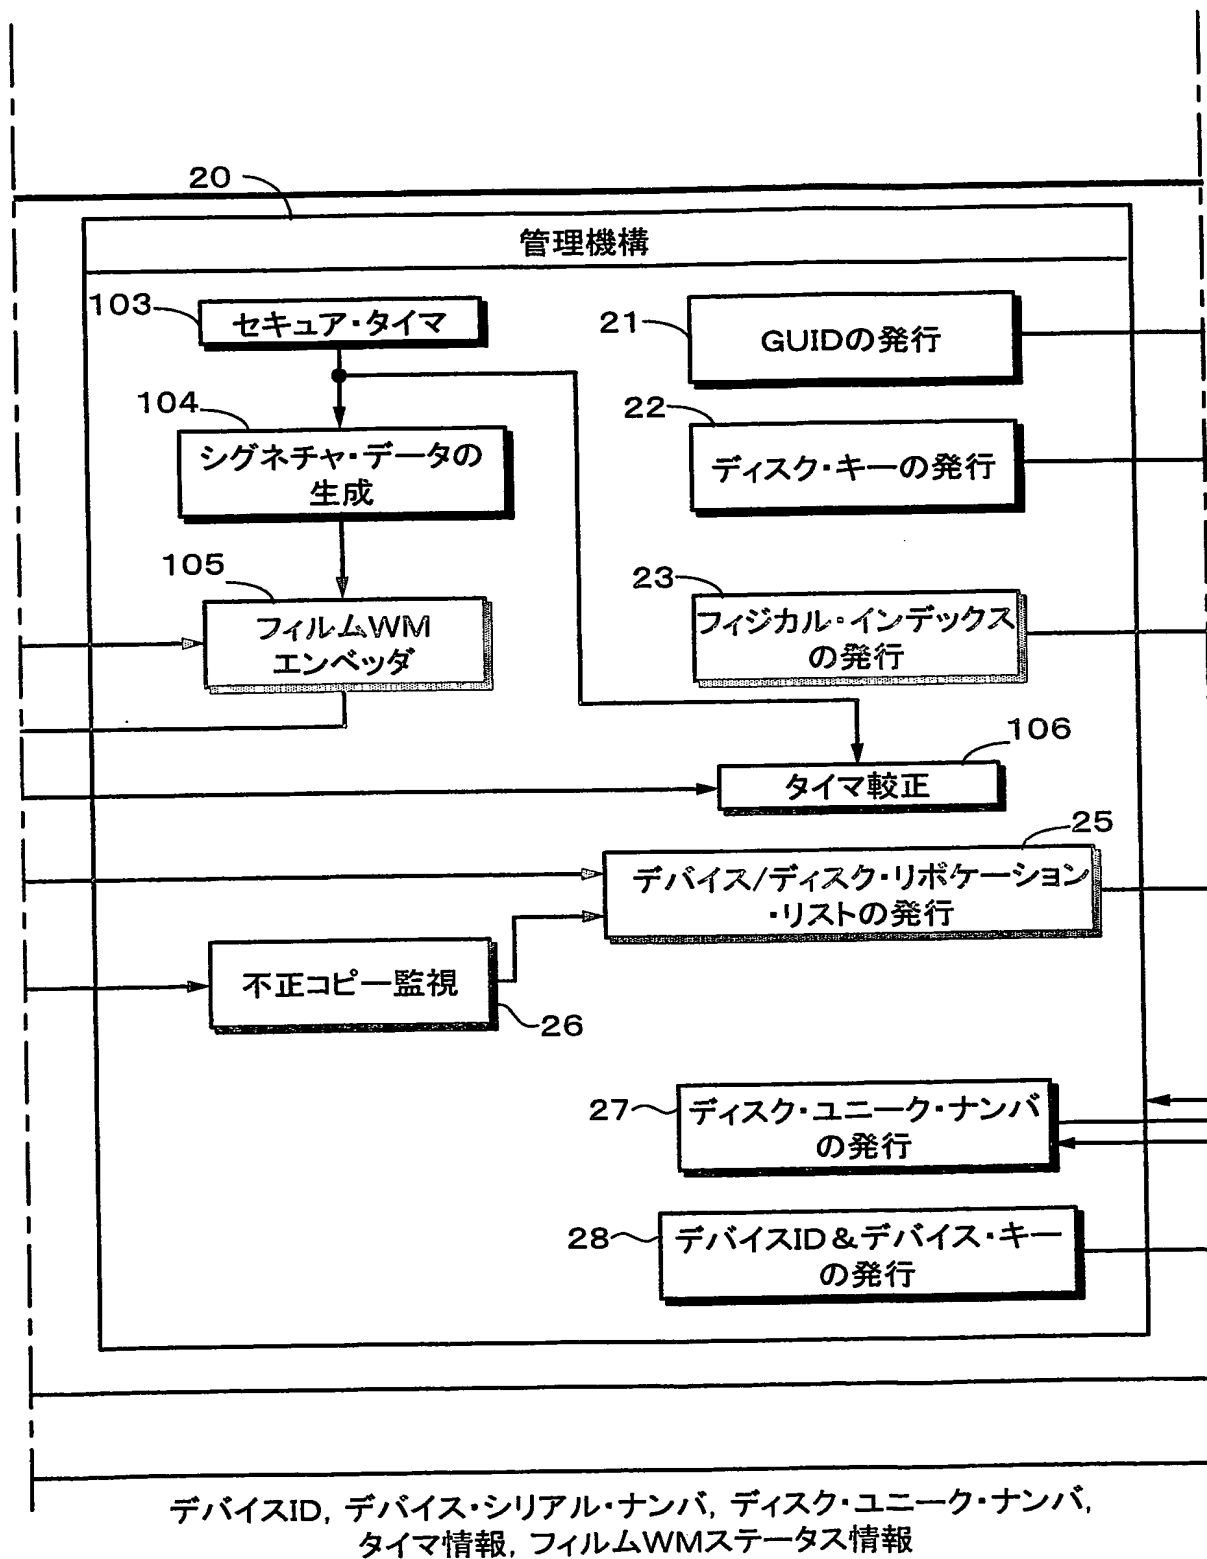 20
管理機構
103
セキュア・タイマ
21
GUIDの発行
104
シグネチャ・データの
生成
22
ディスク・キーの発行
105
フィルムWM
エンベッダ
23
フィジカル・インデックス
の発行
106
タイマ較正
25
デバイス/ディスク・リボケーション
・リストの発行
不正コピー監視
26
27
ディスク・ユニーク・ナンバ
の発行
28
デバイスID&デバイス・キー
の発行
デバイスID, デバイス・シリアル・ナンバ, ディスク・ユニーク・ナンバ,
タイマ情報, フィルムWMステータス情報